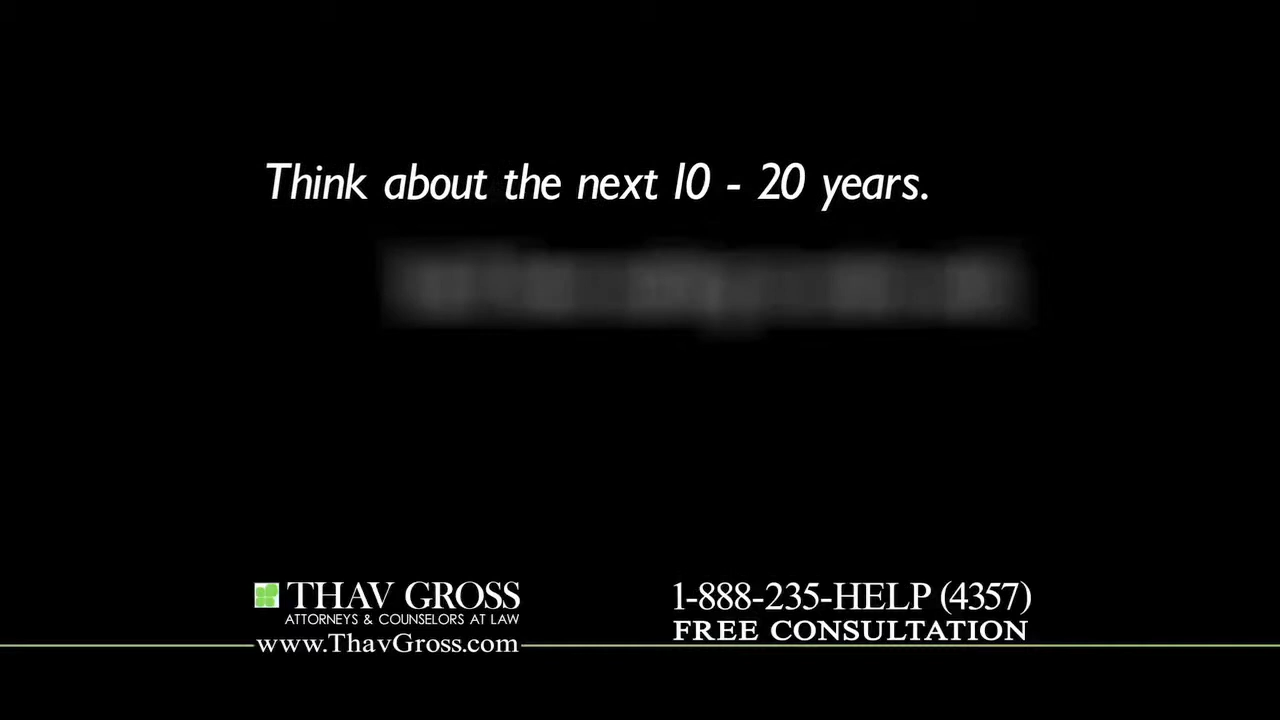 Think about the next 10 - 20 years.
THAV GROSS
ATTORNEYS & COUNSELORS AT LAW
www.ThavGross.com
1-888-235-HELP (4357)
FREE CONSULTATION